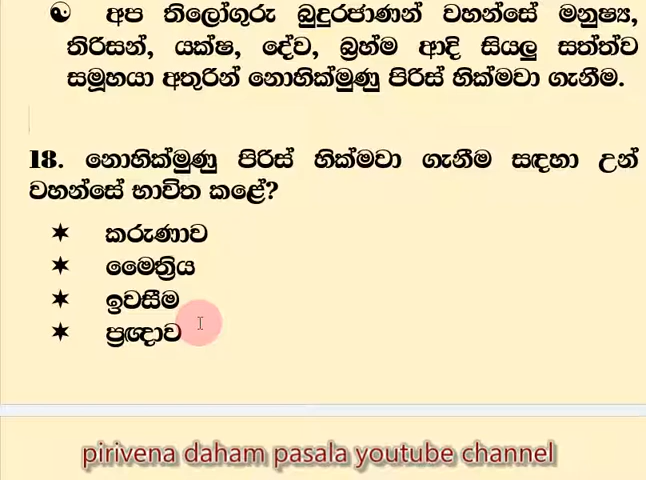 ☯ අප තිලෝගුරු බුදුරජාණන් වහන්සේ මනුෂ්‍ය,
තිරිසන්, යක්ෂ, දේව, බ්‍රහ්ම ආදි සියලු සත්ත්ව
සමූහයා අතුරින් නොහික්මුණු පිරිස් හික්මවා ගැනීම.
18. නොහික්මුණු පිරිස් හික්මවා ගැනීම සඳහා උන්
වහන්සේ භාවිත කළේ?
✶ කරුණාව
✶ මෛත්‍රිය
✶ ඉවසීම
✶ ප්‍රඥාව
pirivena daham pasala youtube channel